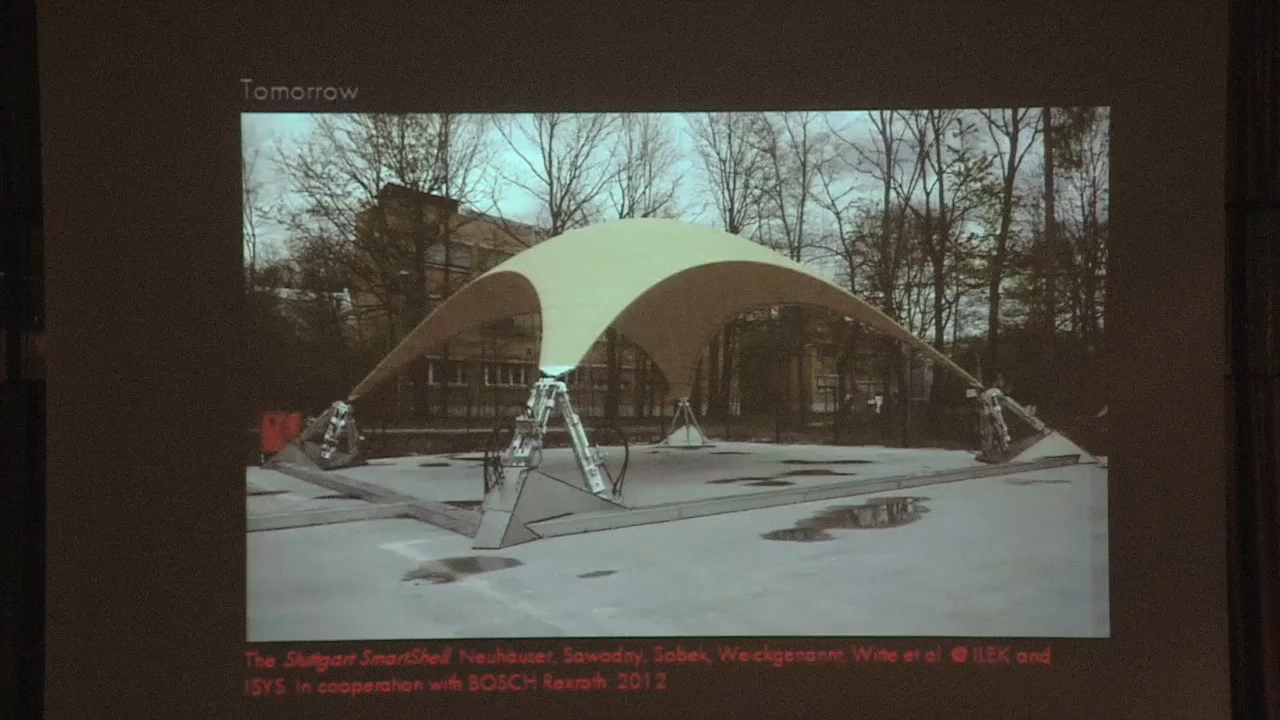 Tomorrow
The Stuttgart SmartShell. Neuhäuser, Sawodny, Sobek, Weickgenannt, Witte et al. @ ILEK and
ISYS. In cooperation with BOSCH Rexroth. 2012